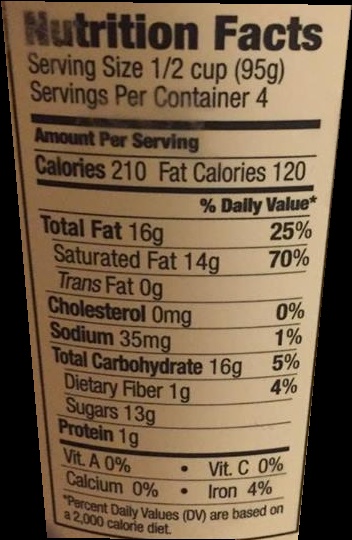 Nutrition Facts
Serving Size 1/2 cup (95g)
Servings Per Container 4
Amount Per Serving
Calories 210 Fat Calories 120
% Daily Value*
Total Fat 16g 25%
Saturated Fat 14g 70%
Trans Fat 0g
Cholesterol 0mg 0%
Sodium 35mg 1%
Total Carbohydrate 16g 5%
Dietary Fiber 1g 4%
Sugars 13g
Protein 1g
Vit. A 0% • Vit. C 0%
Calcium 0% • Iron 4%
*Percent Daily Values (DV) are based on
a 2,000 calorie diet.